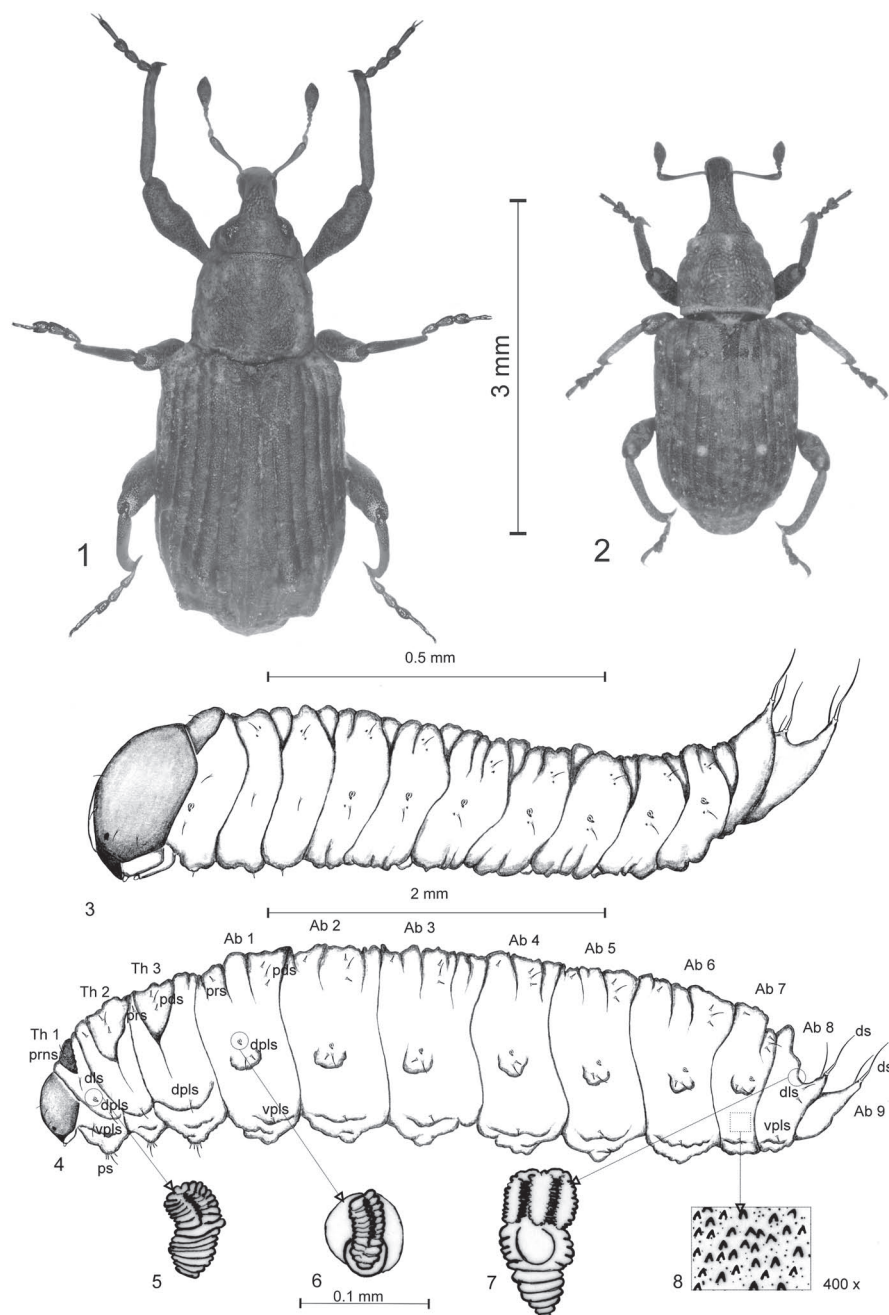 1
3 mm
2
0.5 mm
3
2 mm
Ab 1
Ab 2
Ab 3
Ab 4
Ab 5
Ab 6
Ab 7
Ab 8
Ab 9
Th 1
Th 2
Th 3
prns
prs
pds
prs
pds
ds
ds
dls
dls
dpls
dpls
dpls
vpls
vpls
vpls
ps
4
5
6
7
8
400 x
0.1 mm